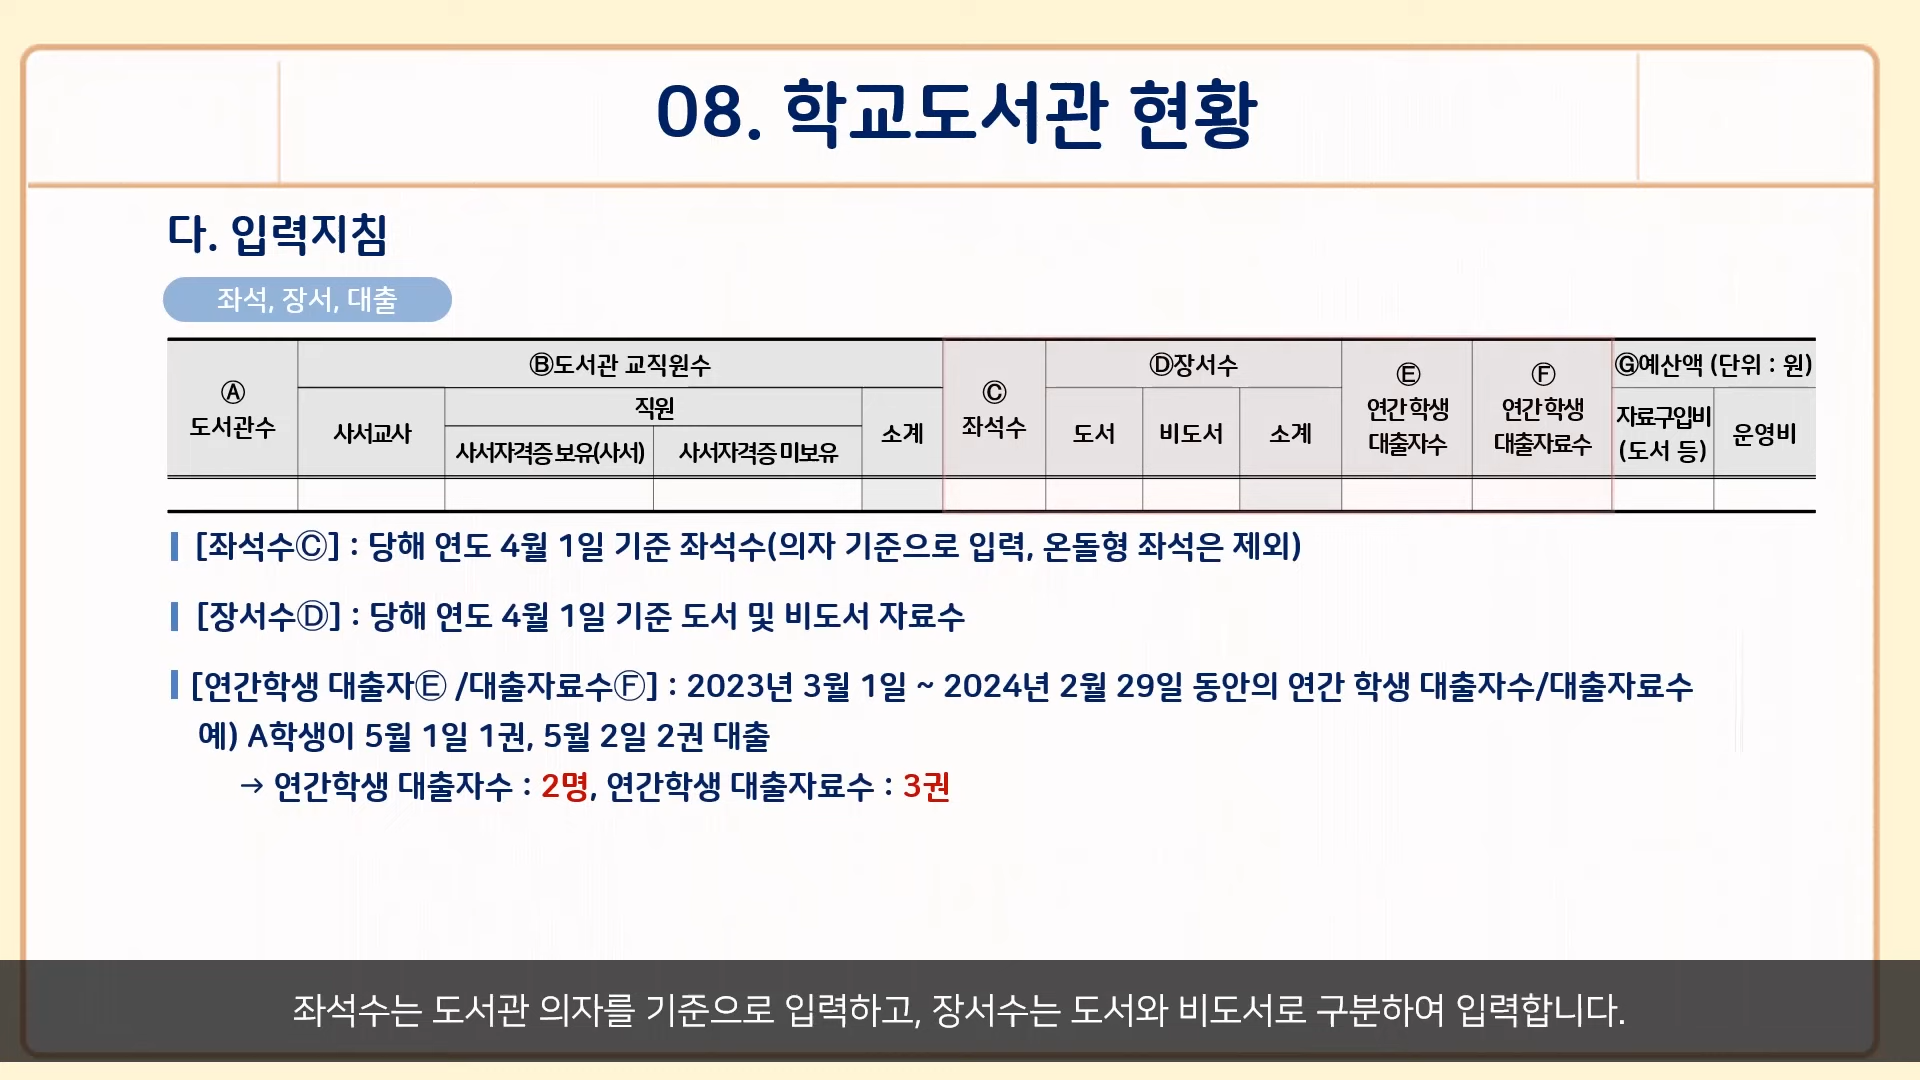 08. 학교도서관 현황
다. 입력지침
좌석, 장서, 대출
Ⓐ
도서관수
Ⓑ도서관 교직원수
사서교사
직원
사서자격증 보유(사서)
사서자격증 미보유
소계
Ⓒ
좌석수
Ⓓ장서수
도서
비도서
소계
Ⓔ
연간 학생
대출자수
Ⓕ
연간 학생
대출자료수
Ⓖ예산액 (단위 : 원)
자료구입비
(도서 등)
운영비
[좌석수Ⓒ] : 당해 연도 4월 1일 기준 좌석수(의자 기준으로 입력, 온돌형 좌석은 제외)
[장서수Ⓓ] : 당해 연도 4월 1일 기준 도서 및 비도서 자료수
[연간학생 대출자Ⓔ /대출자료수Ⓕ] : 2023년 3월 1일 ~ 2024년 2월 29일 동안의 연간 학생 대출자수/대출자료수
예) A학생이 5월 1일 1권, 5월 2일 2권 대출
→ 연간학생 대출자수 : 2명, 연간학생 대출자료수 : 3권
좌석수는 도서관 의자를 기준으로 입력하고, 장서수는 도서와 비도서로 구분하여 입력합니다.